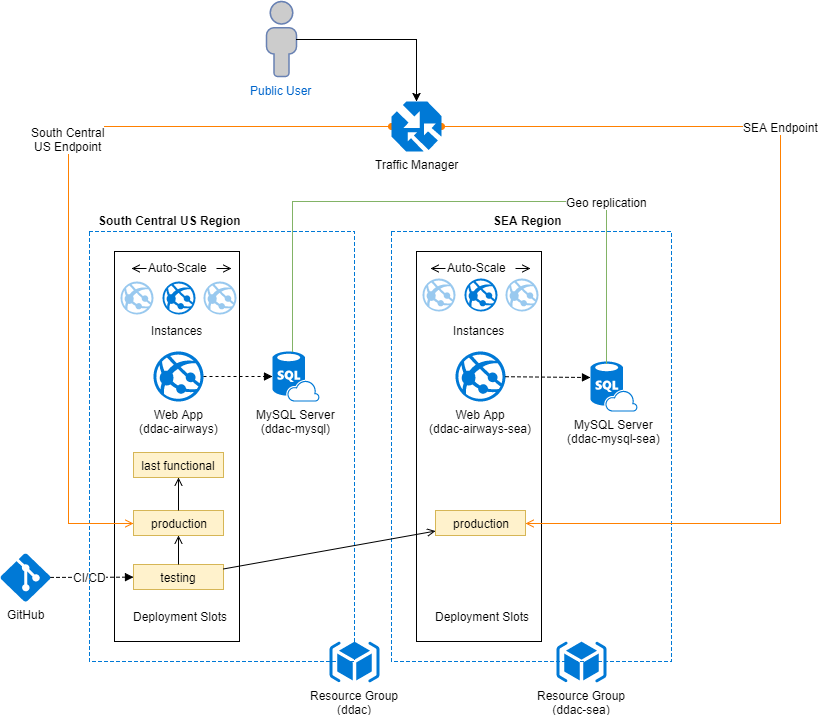 Public User
Traffic Manager
South Central
US Endpoint
SEA Endpoint
Geo replication
South Central US Region
SEA Region
Auto-Scale
Instances
Web App
(ddac-airways)
MySQL Server
(ddac-mysql)
last functional
production
testing
Deployment Slots
Auto-Scale
Instances
Web App
(ddac-airways-sea)
MySQL Server
(ddac-mysql-sea)
production
Deployment Slots
CI/CD
GitHub
Resource Group
(ddac)
Resource Group
(ddac-sea)
SQL
SQL